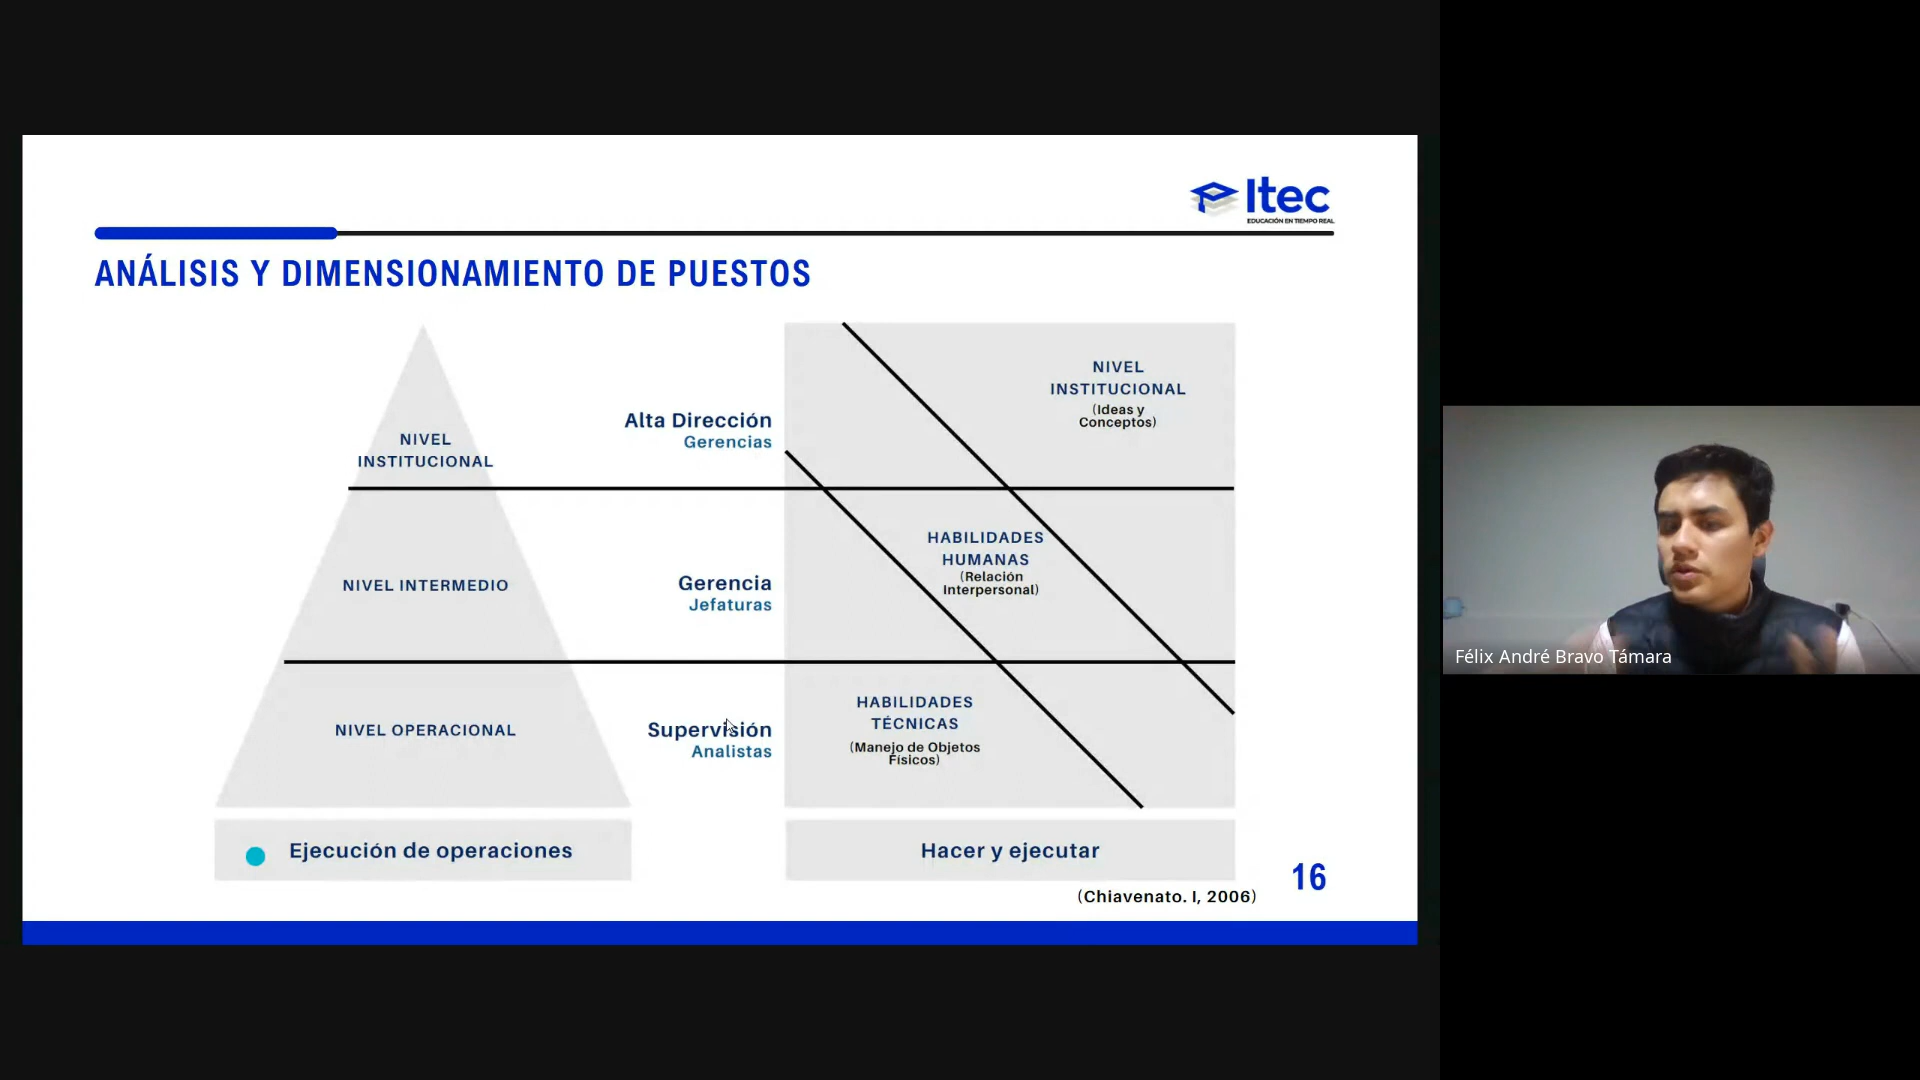 Itec
EDUCACIÓN EN TIEMPO REAL
ANÁLISIS Y DIMENSIONAMIENTO DE PUESTOS
NIVEL
INSTITUCIONAL
NIVEL INTERMEDIO
NIVEL OPERACIONAL
Alta Dirección
Gerencias
Gerencia
Jefaturas
Supervisión
Analistas
NIVEL
INSTITUCIONAL
(Ideas y
Conceptos)
HABILIDADES
HUMANAS
(Relación
Interpersonal)
HABILIDADES
TÉCNICAS
(Manejo de Objetos
Físicos)
Ejecución de operaciones
Hacer y ejecutar
(Chiavenato. I, 2006)
16
Félix André Bravo Támara